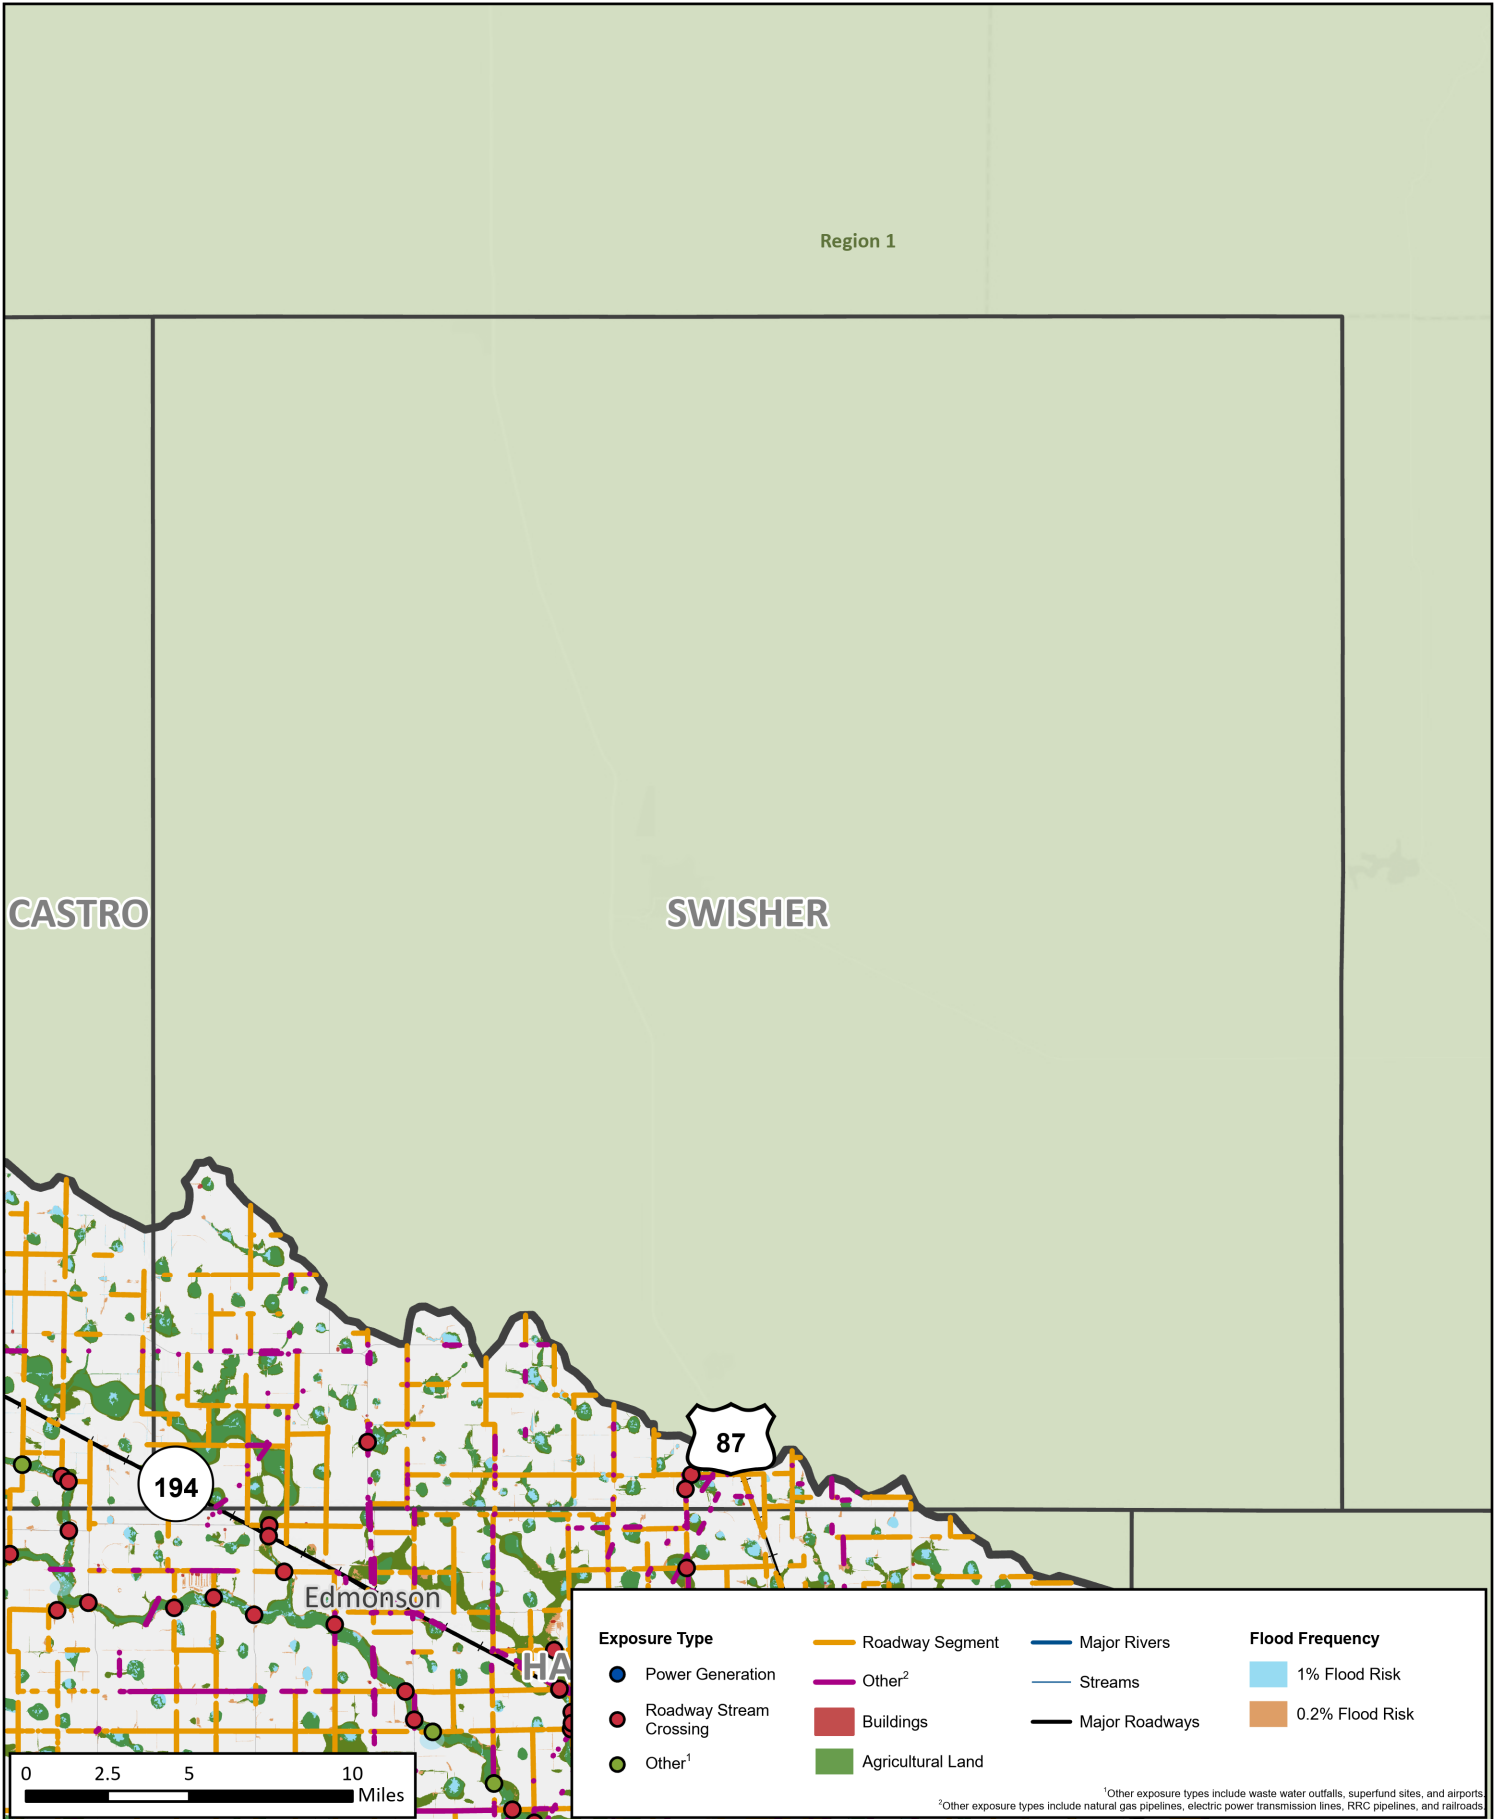 Region 1
CASTRO
SWISHER
87
194
Edmonson
HA
Exposure Type
Power Generation
Roadway Stream
Crossing
Other1
Roadway Segment
Other2
Buildings
Agricultural Land
Major Rivers
Streams
Major Roadways
Flood Frequency
1% Flood Risk
0.2% Flood Risk
0 2.5 5 10
Miles
1Other exposure types include waste water outfalls, superfund sites, and airports.
2Other exposure types include natural gas pipelines, electric power transmission lines, RRC pipelines, and railroads.